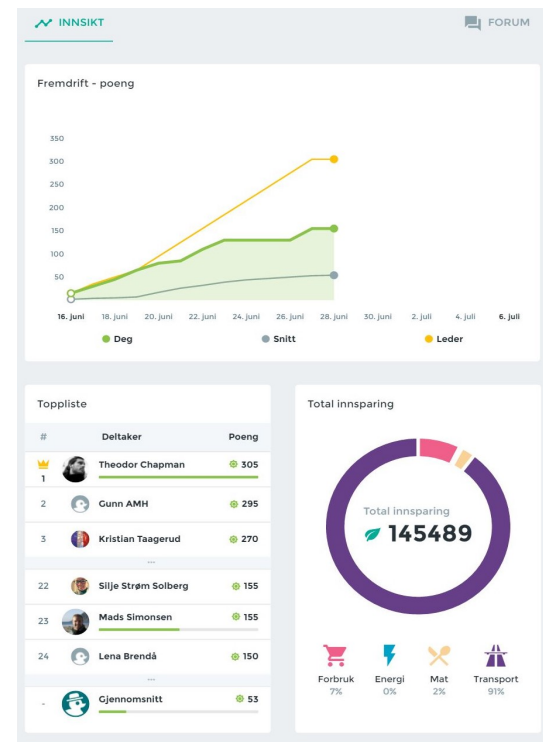 INNSIKT
FORUM
Fremdrift - poeng
350
300
250
200
150
100
50
16. juni 18. juni 20. juni 22. juni 24. juni 26. juni 28. juni 30. juni 2. juli 4. juli 6. juli
Deg Snitt Leder
Toppliste
# Deltaker Poeng
1 Theodor Chapman 305
2 Gunn AMH 295
3 Kristian Taagerud 270
...
22 Silje Strøm Solberg 155
23 Mads Simonsen 155
24 Lena Brendå 150
...
- Gjennomsnitt 53
Total innsparing
Total innsparing
145489
Forbruk Energi Mat Transport
7% 0% 2% 91%